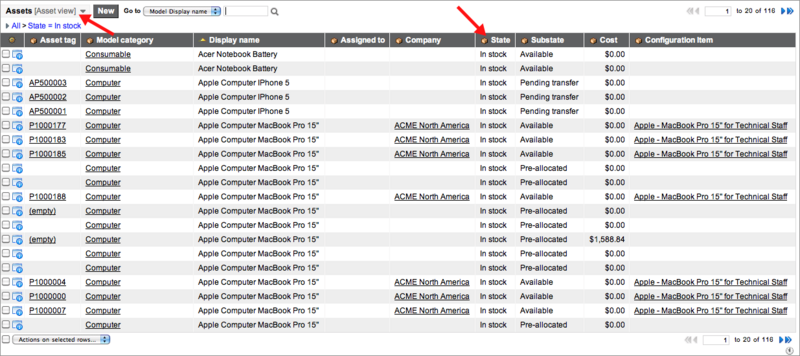 Assets [Asset view] New Go to Model Display name 1 to 20 of 116
All > State = In stock
Asset tag Model category Display name Assigned to Company State Substate Cost Configuration Item
Consumable Acer Notebook Battery In stock Available $0.00
Consumable Acer Notebook Battery In stock Available $0.00
AP500003 Computer Apple Computer IPhone 5 In stock Pending transfer $0.00
AP500002 Computer Apple Computer IPhone 5 In stock Pending transfer $0.00
AP500001 Computer Apple Computer IPhone 5 In stock Pending transfer $0.00
P1000177 Computer Apple Computer MacBook Pro 15" ACME North America In stock Available $0.00 Apple - MacBook Pro 15" for Technical Staff
P1000183 Computer Apple Computer MacBook Pro 15" ACME North America In stock Available $0.00 Apple - MacBook Pro 15" for Technical Staff
P1000185 Computer Apple Computer MacBook Pro 15" ACME North America In stock Available $0.00 Apple - MacBook Pro 15" for Technical Staff
Computer Apple Computer MacBook Pro 15" In stock Pre-allocated $0.00
Computer Apple Computer MacBook Pro 15" In stock Pre-allocated $0.00
P1000188 Computer Apple Computer MacBook Pro 15" ACME North America In stock Available $0.00 Apple - MacBook Pro 15" for Technical Staff
(empty) Computer Apple Computer MacBook Pro 15" In stock Pre-allocated $0.00
Computer Apple Computer MacBook Pro 15" In stock Pre-allocated $0.00
(empty) Computer Apple Computer MacBook Pro 15" In stock Pre-allocated $1,588.84
Computer Apple Computer MacBook Pro 15" In stock Pre-allocated $0.00
Computer Apple Computer MacBook Pro 15" In stock Pre-allocated $0.00
P1000004 Computer Apple Computer MacBook Pro 15" ACME North America In stock Available $0.00 Apple - MacBook Pro 15" for Technical Staff
P1000000 Computer Apple Computer MacBook Pro 15" ACME North America In stock Available $0.00 Apple - MacBook Pro 15" for Technical Staff
P1000007 Computer Apple Computer MacBook Pro 15" ACME North America In stock Available $0.00 Apple - MacBook Pro 15" for Technical Staff
Computer Apple Computer MacBook Pro 15" In stock Pre-allocated $0.00
Actions on selected rows... 1 to 20 of 116